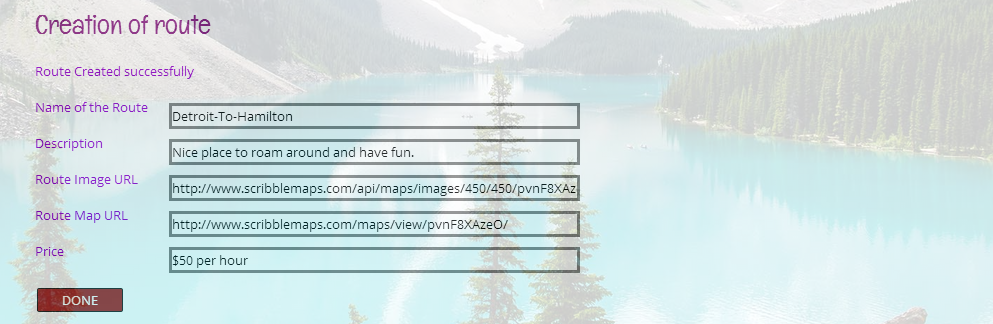 Creation of route
Route Created successfully
Name of the Route
Detroit-To-Hamilton
Description
Nice place to roam around and have fun.
Route Image URL
http://www.scribblemaps.com/api/maps/images/450/450/pvnF8XAz
Route Map URL
http://www.scribblemaps.com/maps/view/pvnF8XAzeO/
Price
$50 per hour
DONE